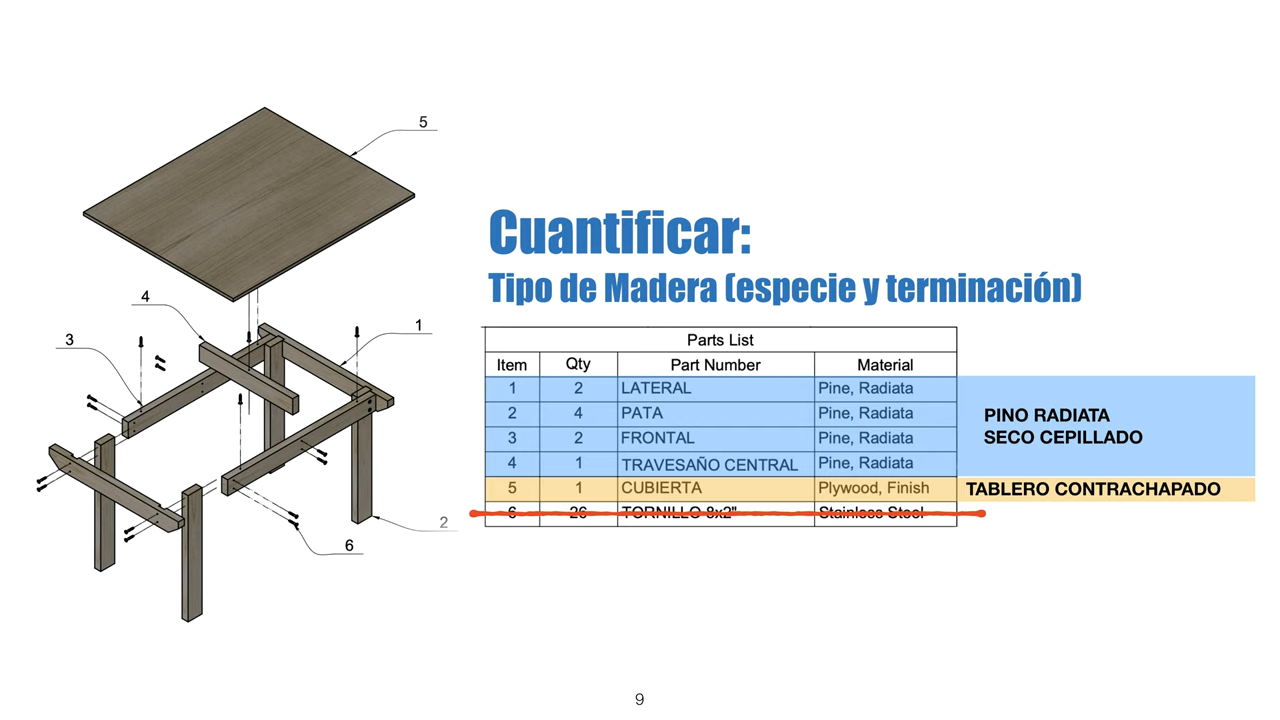 5
4
3
1
2
6
Cuantificar:
Tipo de Madera (especie y terminación)
Parts List
Item Qty Part Number Material
1 2 LATERAL Pine, Radiata
2 4 PATA Pine, Radiata
3 2 FRONTAL Pine, Radiata
4 1 TRAVESAÑO CENTRAL Pine, Radiata
5 1 CUBIERTA Plywood, Finish
6 26 TORNILLO 8x2" Stainless Steel
PINO RADIATA
SECO CEPILLADO
TABLERO CONTRACHAPADO
9